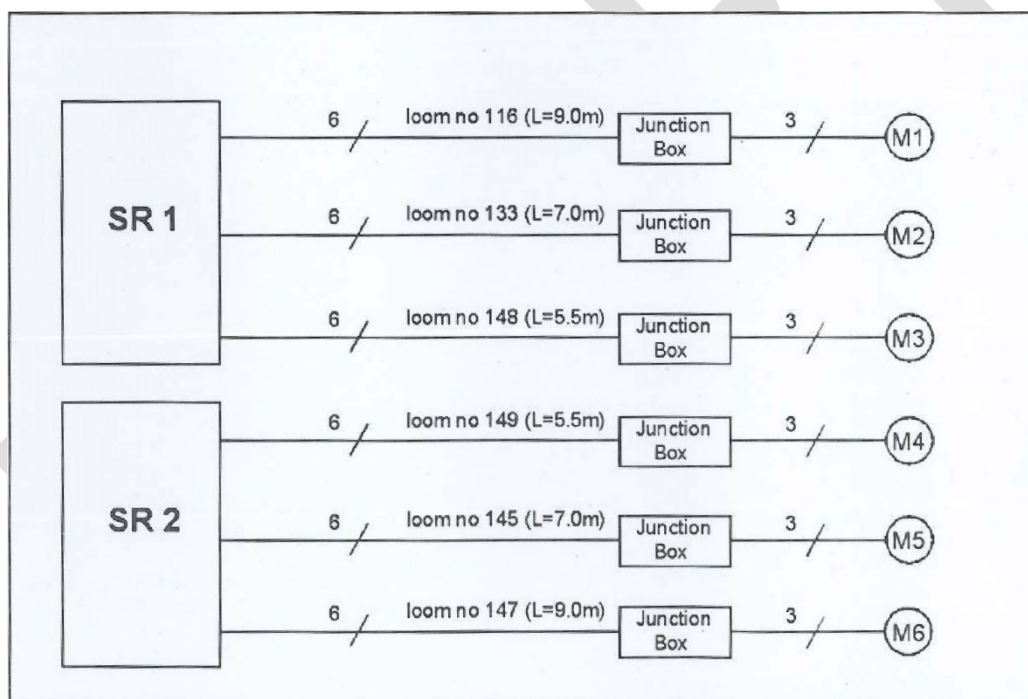 SR 1
6 loom no 116 (L=9.0m) Junction Box 3 M1
6 loom no 133 (L=7.0m) Junction Box 3 M2
6 loom no 148 (L=5.5m) Junction Box 3 M3
SR 2
6 loom no 149 (L=5.5m) Junction Box 3 M4
6 loom no 145 (L=7.0m) Junction Box 3 M5
6 loom no 147 (L=9.0m) Junction Box 3 M6